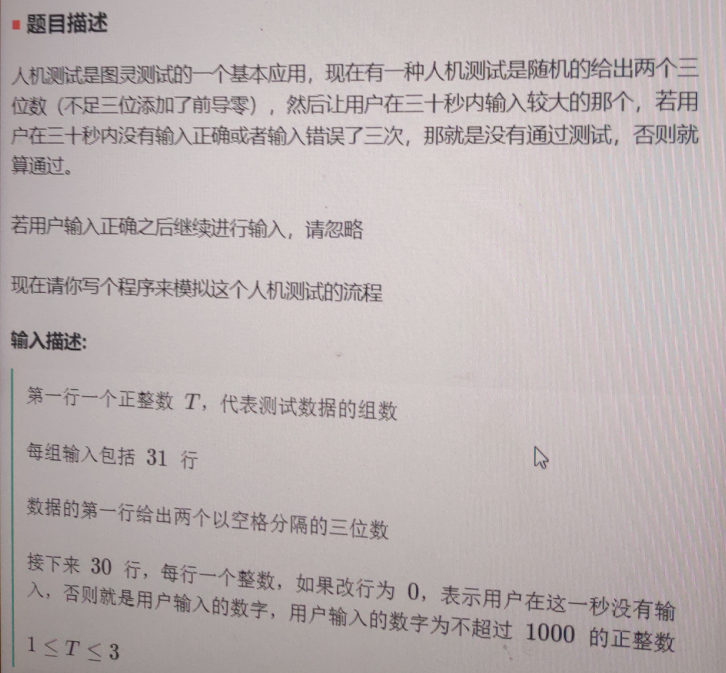 题目描述
人机测试是图灵测试的一个基本应用，现在有一种人机测试是随机的给出两个三
位数（不足三位添加了前导零），然后让用户在三十秒内输入较大的那个，若用
户在三十秒内没有输入正确或者输入错误了三次，那就是没有通过测试，否则就
算通过。
若用户输入正确之后继续进行输入，请忽略
现在请你写个程序来模拟这个人机测试的流程
输入描述:
第一行一个正整数 T，代表测试数据的组数
每组输入包括 31 行
数据的第一行给出两个以空格分隔的三位数
接下来 30 行，每行一个整数，如果改行为 0，表示用户在这一秒没有输
入，否则就是用户输入的数字，用户输入的数字为不超过 1000 的正整数
1 ≤ T ≤ 3